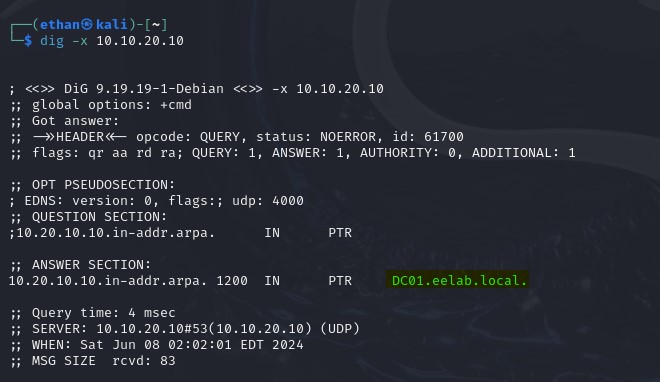 ┌──(ethan㉿kali)-[~]
└─$ dig -x 10.10.20.10
; <<>> DiG 9.19.19-1-Debian <<>> -x 10.10.20.10
;; global options: +cmd
;; Got answer:
;; ->>HEADER<<- opcode: QUERY, status: NOERROR, id: 61700
;; flags: qr aa rd ra; QUERY: 1, ANSWER: 1, AUTHORITY: 0, ADDITIONAL: 1
;; OPT PSEUDOSECTION:
; EDNS: version: 0, flags:; udp: 4000
;; QUESTION SECTION:
;10.20.10.10.in-addr.arpa. IN PTR
;; ANSWER SECTION:
10.20.10.10.in-addr.arpa. 1200 IN PTR DC01.eelab.local.
;; Query time: 4 msec
;; SERVER: 10.10.20.10#53(10.10.20.10) (UDP)
;; WHEN: Sat Jun 08 02:02:01 EDT 2024
;; MSG SIZE rcvd: 83